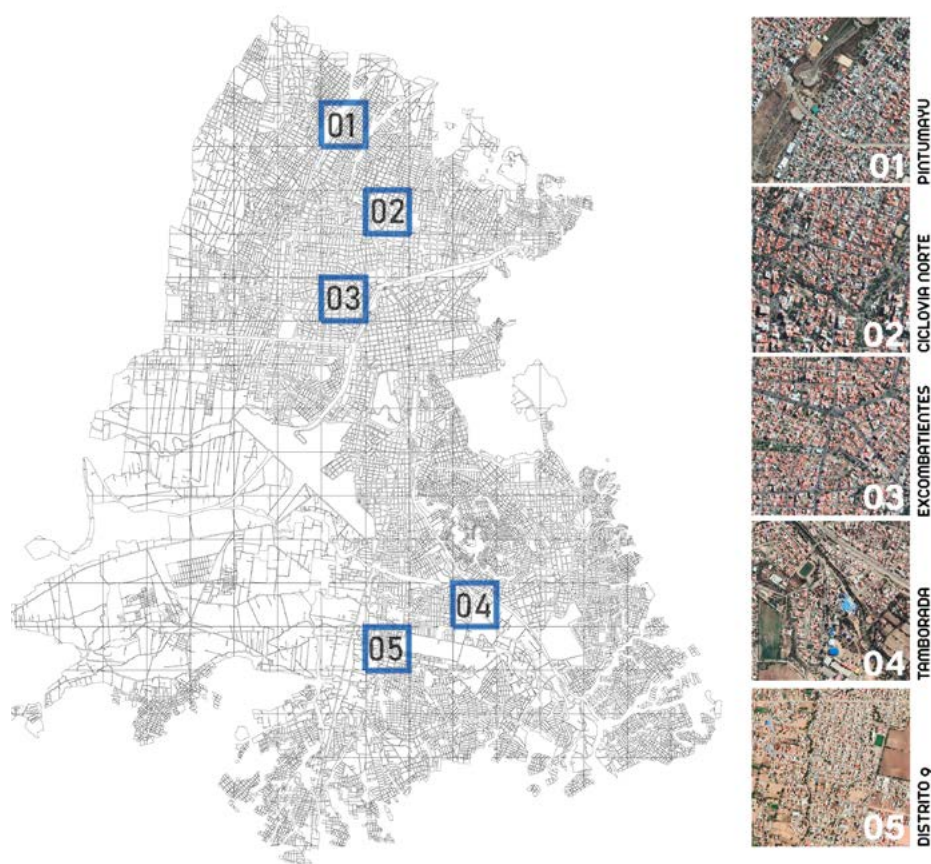 01
02
03
04
05
01
PINTUMAYU
02
CICLOVIA NORTE
03
EXCOMBATIENTES
04
TAMBORADA
05
DISTRITO 9